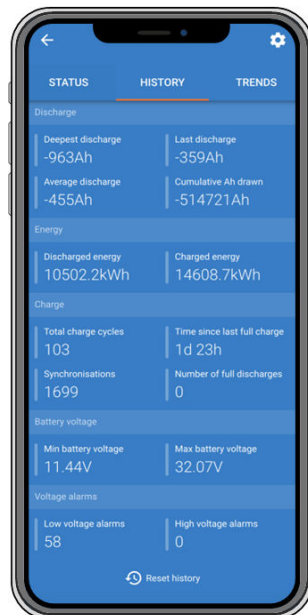 STATUS HISTORY TRENDS
Discharge
Deepest discharge Last discharge
-963Ah -359Ah
Average discharge Cumulative Ah drawn
-455Ah -514721Ah
Energy
Discharged energy Charged energy
10502.2kWh 14608.7kWh
Charge
Total charge cycles Time since last full charge
103 1d 23h
Synchronisations Number of full discharges
1699 0
Battery voltage
Min battery voltage Max battery voltage
11.44V 32.07V
Voltage alarms
Low voltage alarms High voltage alarms
58 0
Reset history